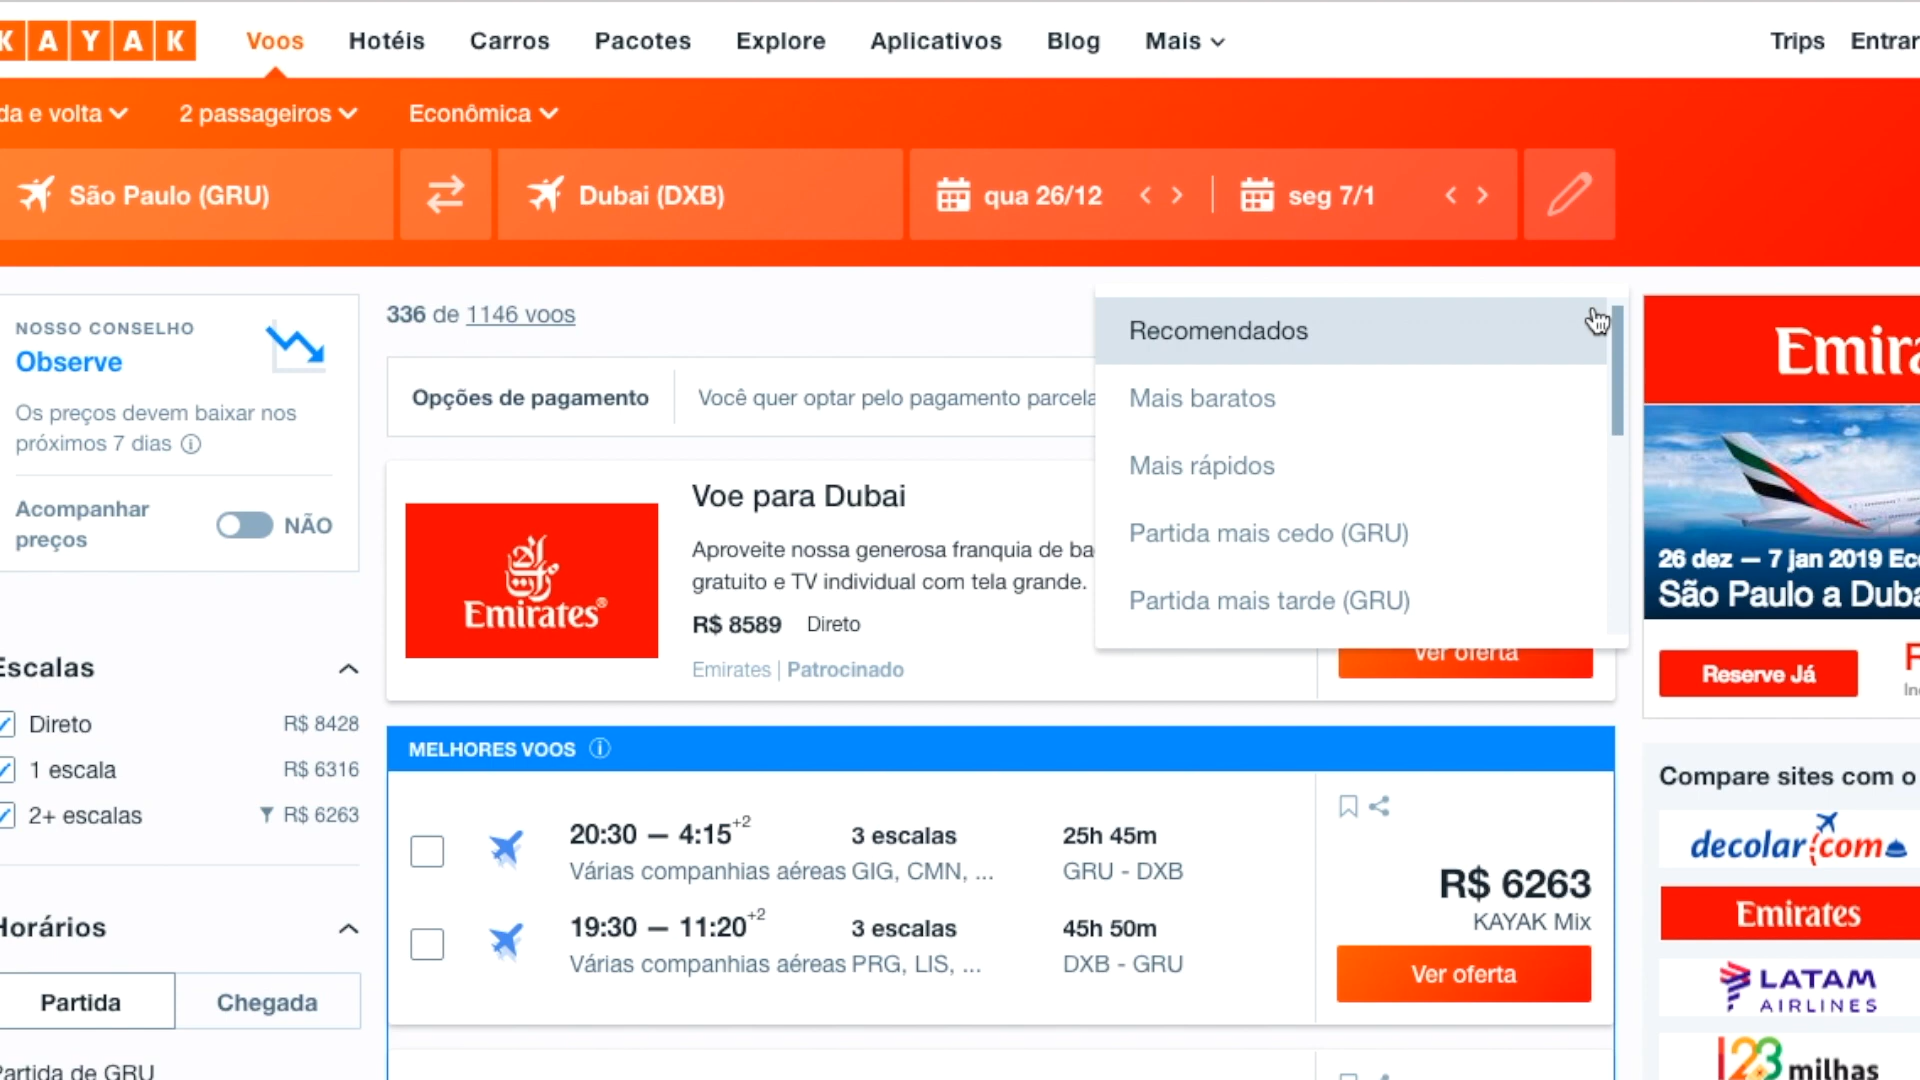 KAYAK Voos Hotéis Carros Pacotes Explore Aplicativos Blog Mais Trips Entrar
da e volta 2 passageiros Econômica
São Paulo (GRU) Dubai (DXB) qua 26/12 seg 7/1
NOSSO CONSELHO
Observe
Os preços devem baixar nos
próximos 7 dias
Acompanhar
preços
NÃO
Escalas
Direto R$ 8428
1 escala R$ 6316
2+ escalas R$ 6263
Horários
Partida Chegada
Partida de GRU
336 de 1146 voos
Opções de pagamento Você quer optar pelo pagamento parcela
Recomendados
Mais baratos
Mais rápidos
Partida mais cedo (GRU)
Partida mais tarde (GRU)
Emirates
Voe para Dubai
Aproveite nossa generosa franquia de ba
gratuito e TV individual com tela grande.
R$ 8589 Direto
Emirates | Patrocinado
Ver oferta
MELHORES VOOS
20:30 — 4:15+2 3 escalas 25h 45m
Várias companhias aéreas GIG, CMN, ... GRU - DXB
19:30 — 11:20+2 3 escalas 45h 50m
Várias companhias aéreas PRG, LIS, ... DXB - GRU
R$ 6263
KAYAK Mix
Ver oferta
Emira
26 dez — 7 jan 2019 Ec
São Paulo a Duba
Reserve Já
In
Compare sites com o
decolar.com
Emirates
LATAM
AIRLINES
123 milhas